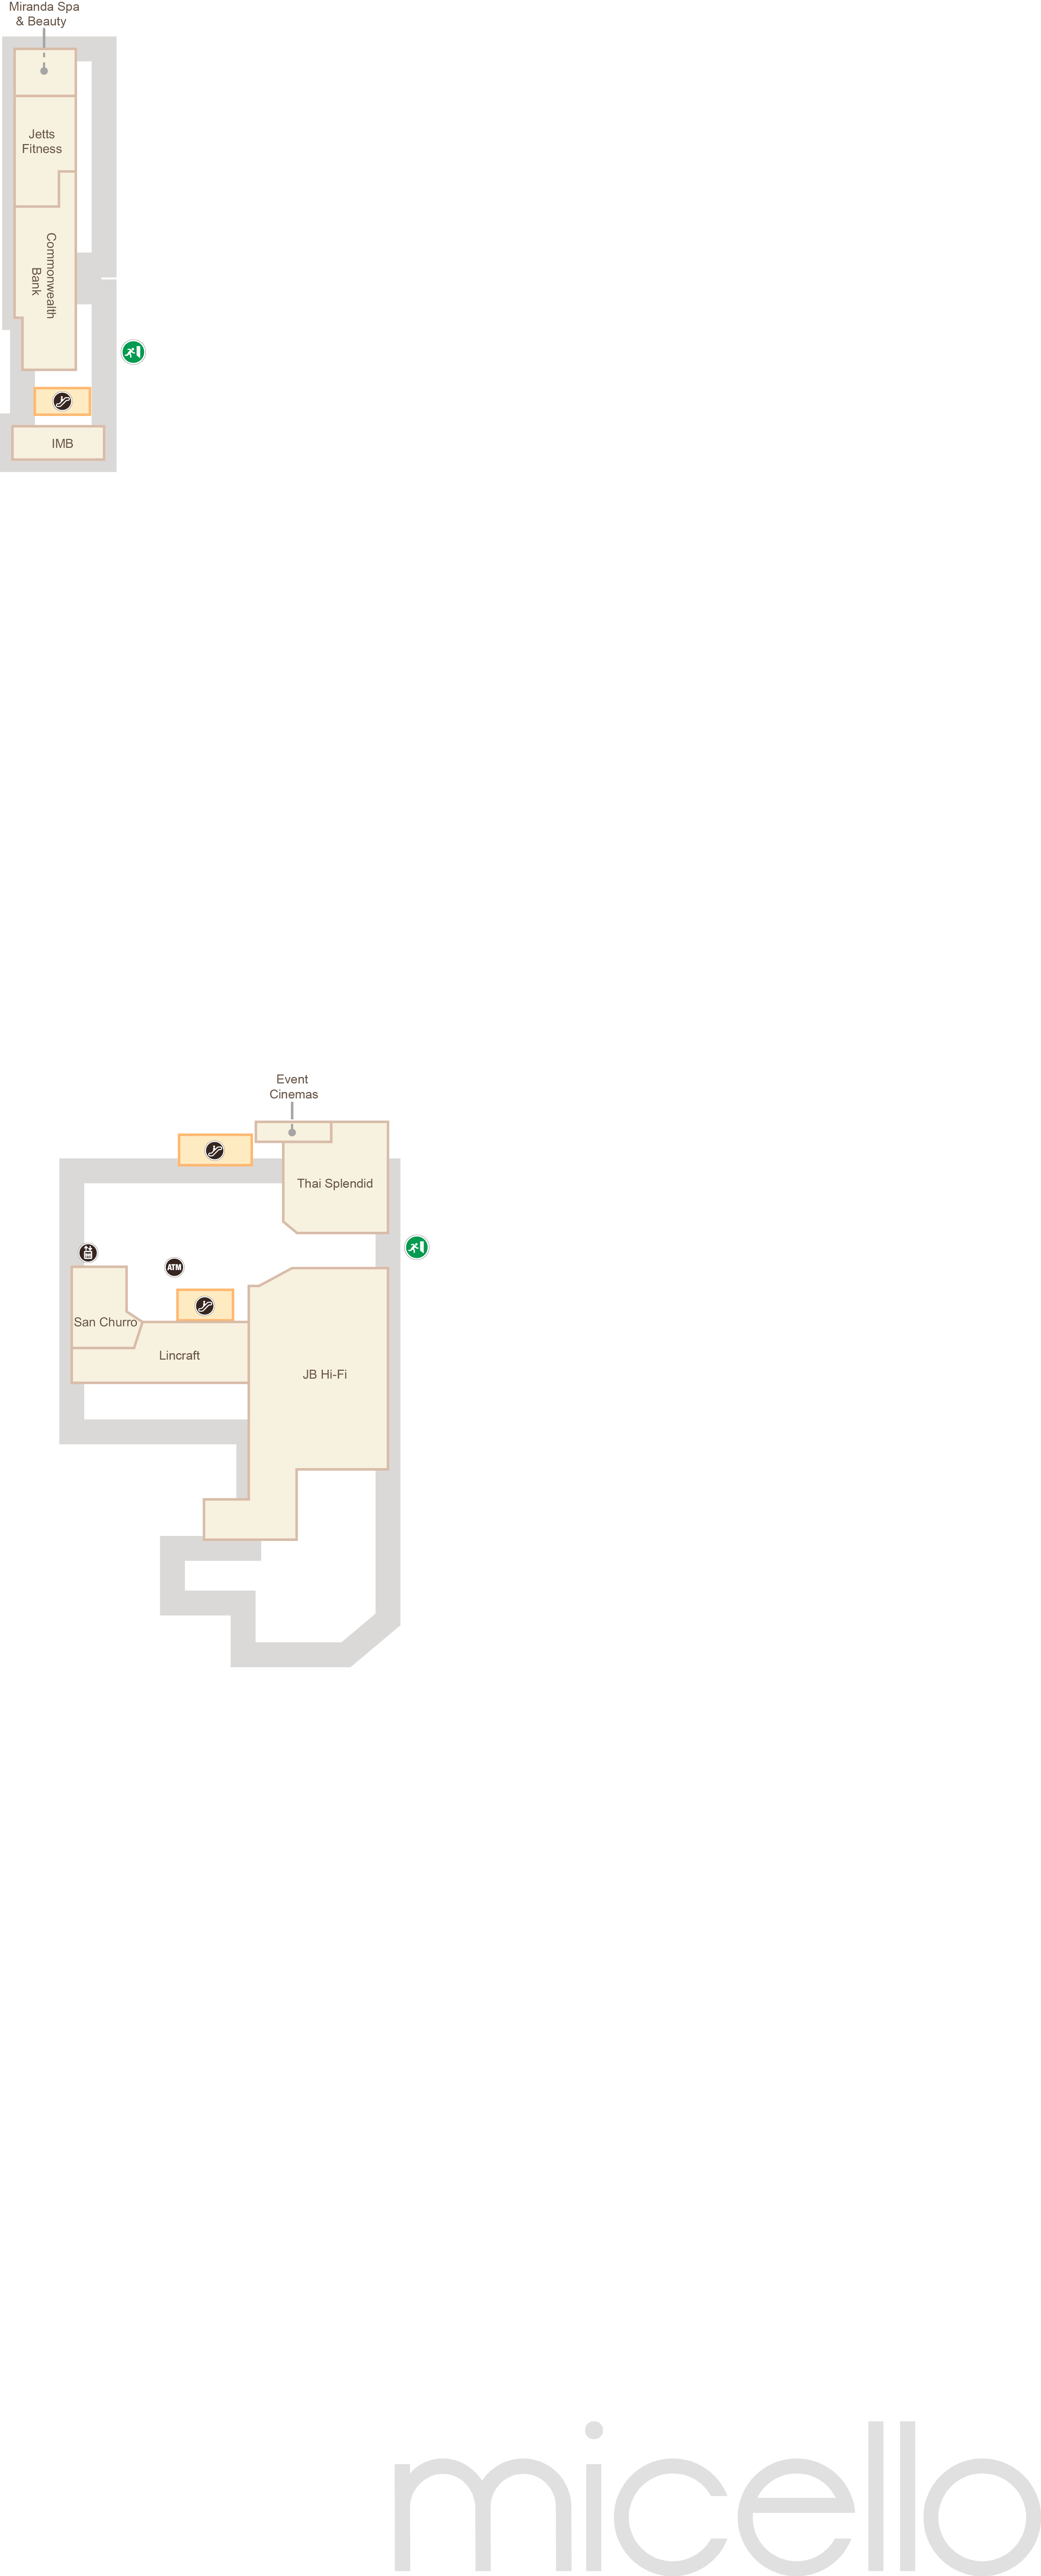 Miranda Spa
& Beauty
Jetts
Fitness
Commonwealth
Bank
IMB
Event
Cinemas
Thai Splendid
ATM
San Churro
Lincraft
JB Hi-Fi
micello